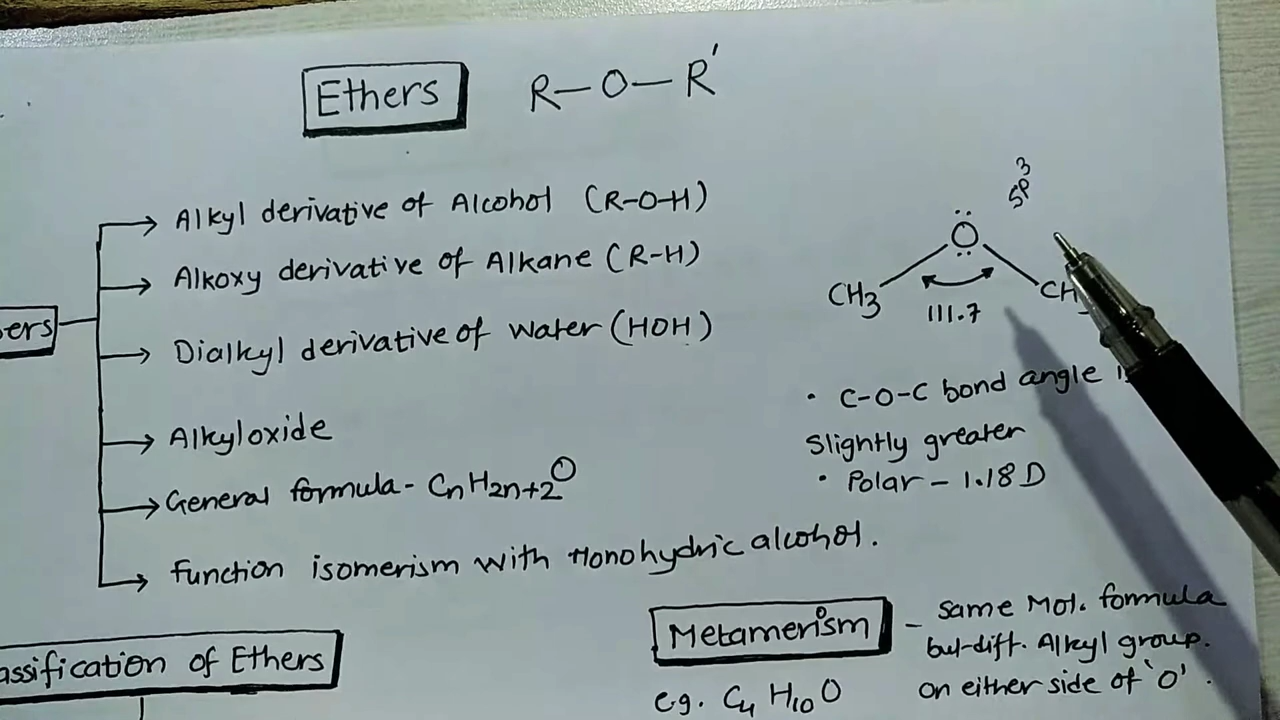 Ethers R-O-R'
Alkyl derivative of Alcohol (R-O-H)
Alkoxy derivative of Alkane (R-H)
Dialkyl derivative of water (HOH)
Alkyloxide
General formula - CnH2n+2O
Function isomerism with Monohydric alcohol.
sp3
O
CH3
111.7
• C-O-C bond angle
Slightly greater
• Polar - 1.18 D
Classification of Ethers
Metamerism - same Mol. formula
but diff. Alkyl group.
on either side of 'O'.
eg. C4H10O